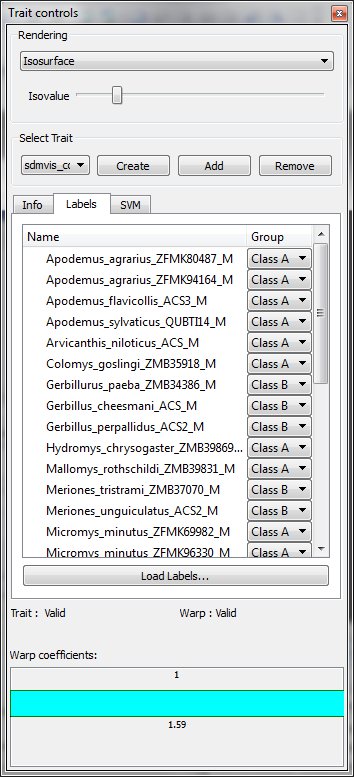 Trait controls
Rendering
Isosurface
Isovalue
Select Trait
sdmvis_cc Create Add Remove
Info Labels SVM
Name Group
Apodemus_agrarius_ZFMK80487_M Class A
Apodemus_agrarius_ZFMK94164_M Class A
Apodemus_flavicollis_ACS3_M Class A
Apodemus_sylvaticus_QUBTI14_M Class A
Arvicanthis_niloticus_ACS_M Class A
Colomys_goslingi_ZMB35918_M Class A
Gerbillurus_paeba_ZMB34386_M Class B
Gerbillus_cheesmani_ACS_M Class B
Gerbillus_perpallidus_ACS2_M Class B
Hydromys_chrysogaster_ZMB39869... Class A
Mallomys_rothschildi_ZMB39831_M Class A
Meriones_tristrami_ZMB37070_M Class B
Meriones_unguiculatus_ACS2_M Class B
Micromys_minutus_ZFMK69982_M Class A
Micromys_minutus_ZFMK96330_M Class A
Load Labels...
Trait : Valid Warp : Valid
Warp coefficients:
1
1.59